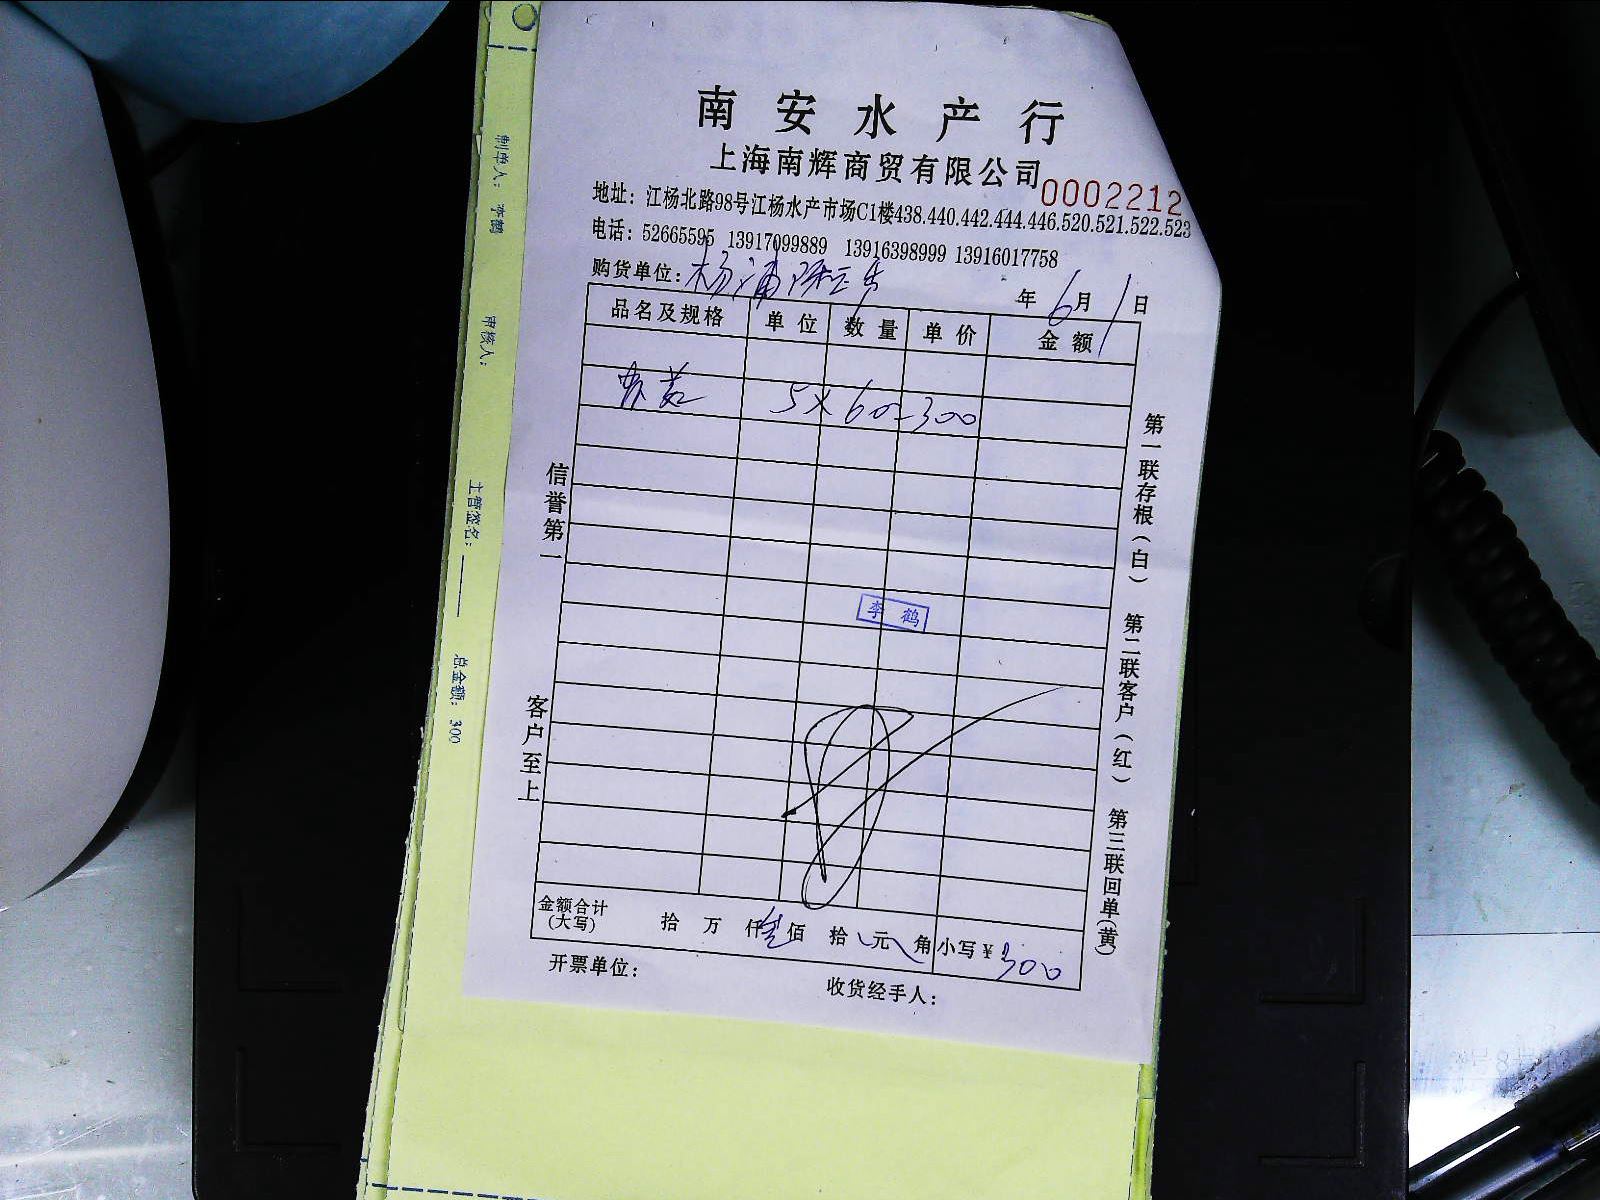 南安水产行
上海南辉商贸有限公司
0002212
地址：江杨北路98号江杨水产市场C1楼438.440.442.444.446.520.521.522.523
电话：52665595 13917099889 13916398999 13916017758
购货单位：杨浦
年 6月1日
品名及规格 单位 数量 单价 金额
5×60=300
李鹤
金额合计（大写） 拾 万 仟 叁佰 拾 元 角 小写¥300
开票单位： 收货经手人：
信誉第一
客户至上
第一联存根（白） 第二联客户（红） 第三联回单（黄）
制单人：李鹤
审核人：
主管签名：
总金额：300